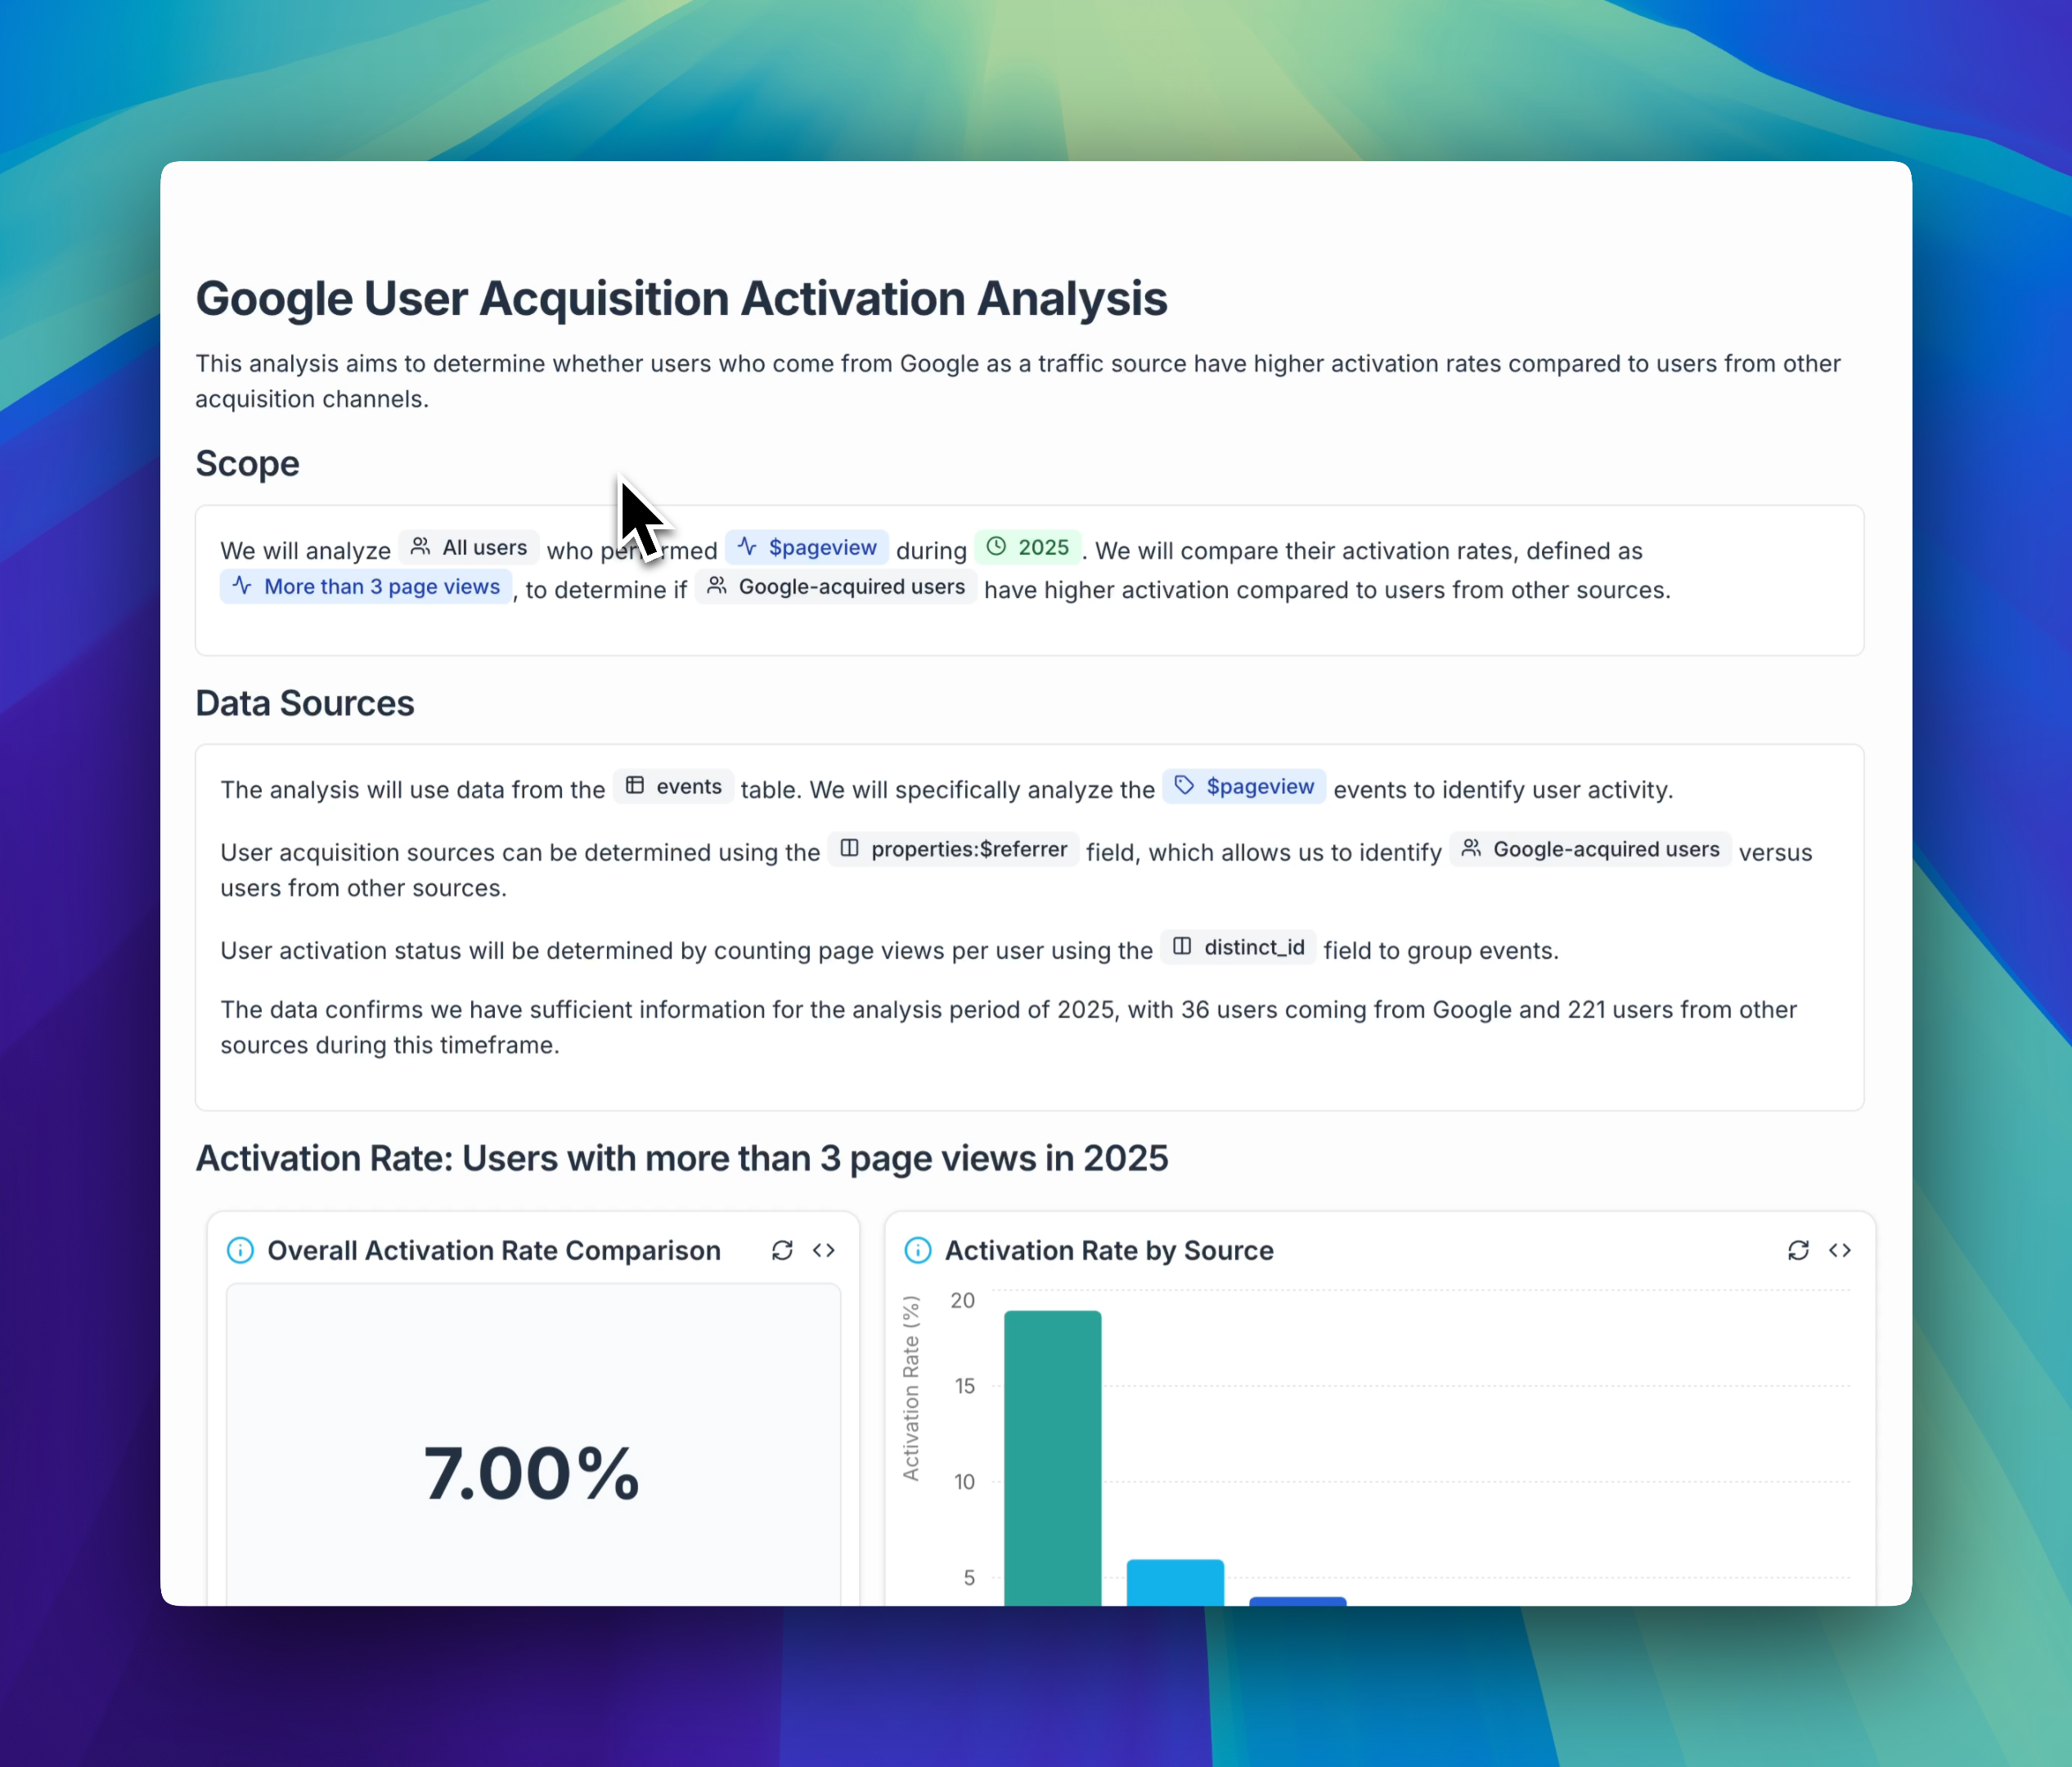 Google User Acquisition Activation Analysis
This analysis aims to determine whether users who come from Google as a traffic source have higher activation rates compared to users from other
acquisition channels.
Scope
We will analyze All users who performed $pageview during 2025. We will compare their activation rates, defined as
More than 3 page views, to determine if Google-acquired users have higher activation compared to users from other sources.
Data Sources
The analysis will use data from the events table. We will specifically analyze the $pageview events to identify user activity.
User acquisition sources can be determined using the properties:$referrer field, which allows us to identify Google-acquired users versus
users from other sources.
User activation status will be determined by counting page views per user using the distinct_id field to group events.
The data confirms we have sufficient information for the analysis period of 2025, with 36 users coming from Google and 221 users from other
sources during this timeframe.
Activation Rate: Users with more than 3 page views in 2025
Overall Activation Rate Comparison
7.00%
Activation Rate by Source
Activation Rate (%)
20
15
10
5